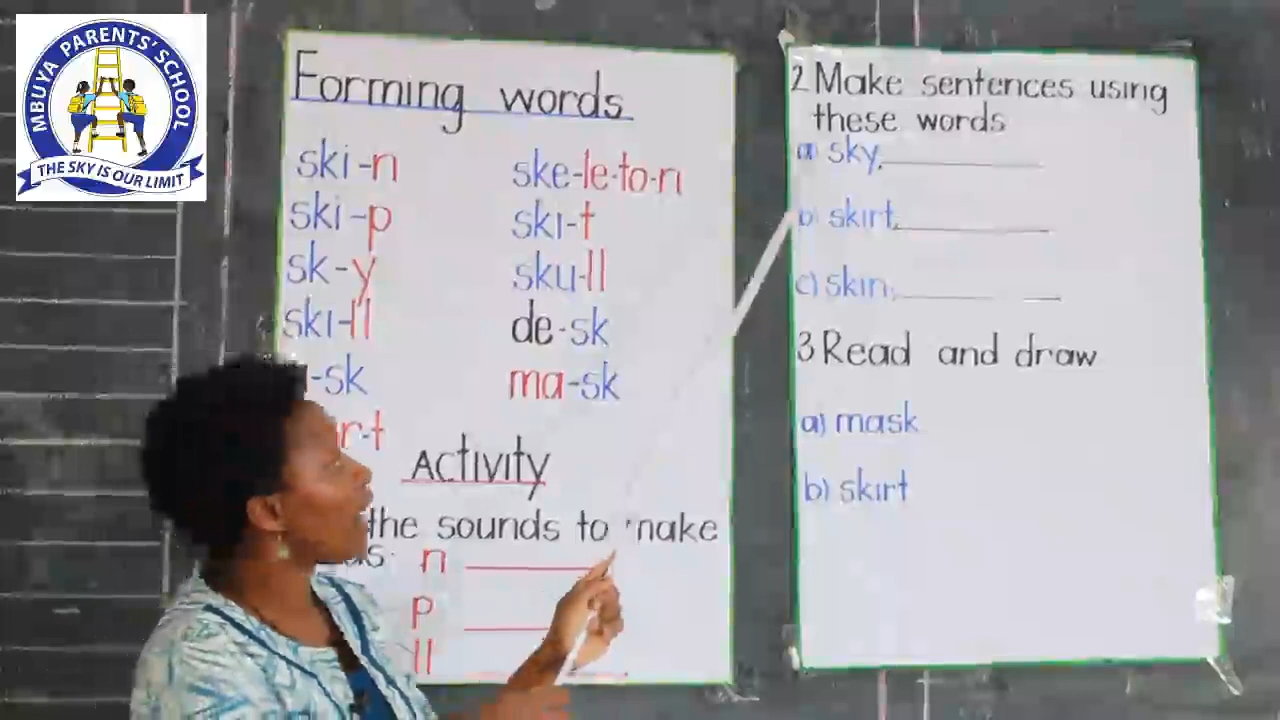 MBUYA PARENTS' SCHOOL
THE SKY IS OUR LIMIT
Forming words
ski-n
ski-p
sk-y
ski-ll
-sk
r-t
ske-le-to-n
ski-t
sku-ll
de-sk
ma-sk
Activity
the sounds to make
n
p
ll
2 Make sentences using
these words
a) sky,
b) skirt,
c) skin,
3 Read and draw
a) mask
b) skirt